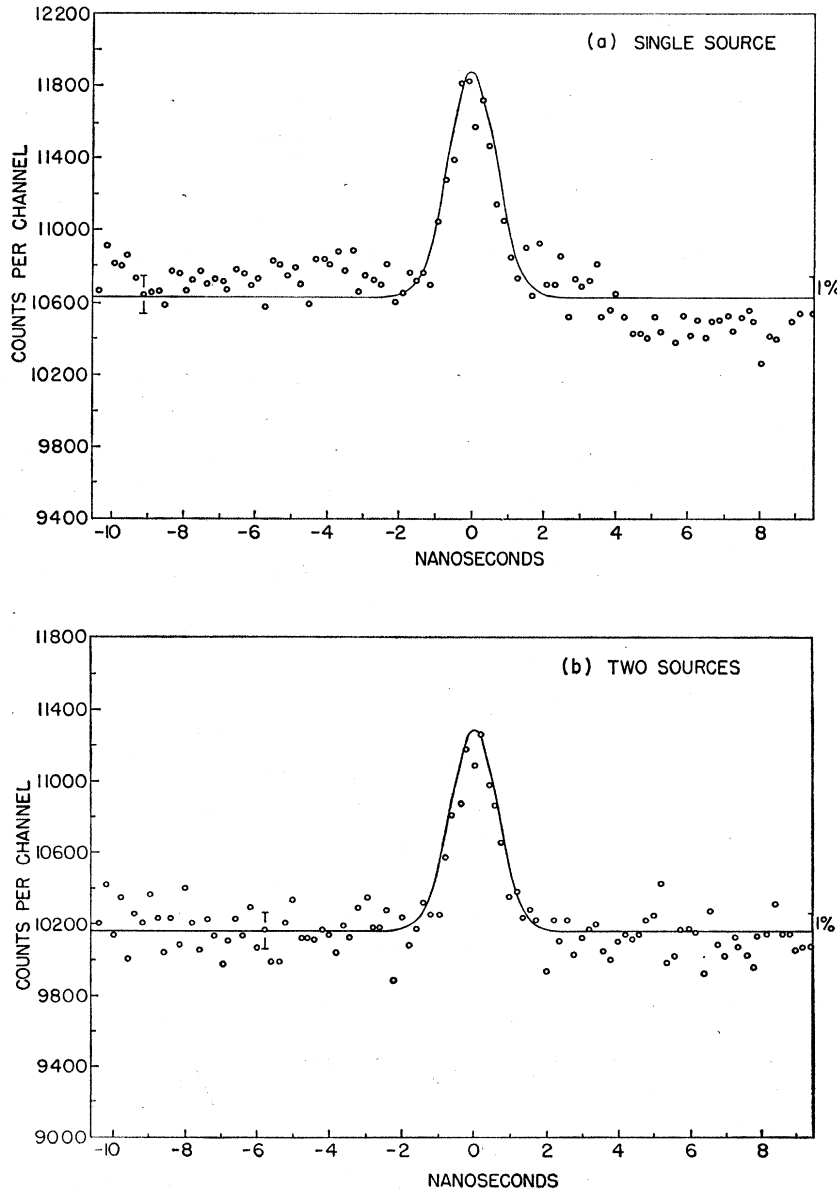 12200
(a) SINGLE SOURCE
11800
11400
11000
10600
10200
9800
9400
COUNTS PER CHANNEL
1%
-10 -8 -6 -4 -2 0 2 4 6 8
NANOSECONDS
11800
(b) TWO SOURCES
11400
11000
10600
10200
9800
9400
9000
COUNTS PER CHANNEL
1%
-10 -8 -6 -4 -2 0 2 4 6 8
NANOSECONDS